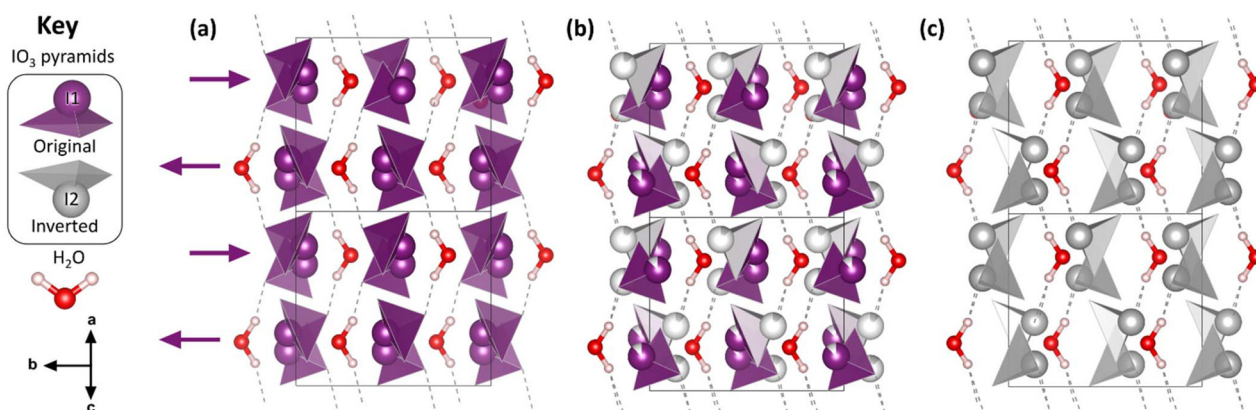 Key
IO₃ pyramids
I1
Original
I2
Inverted
H₂O
a
b
c
(a)
(b)
(c)